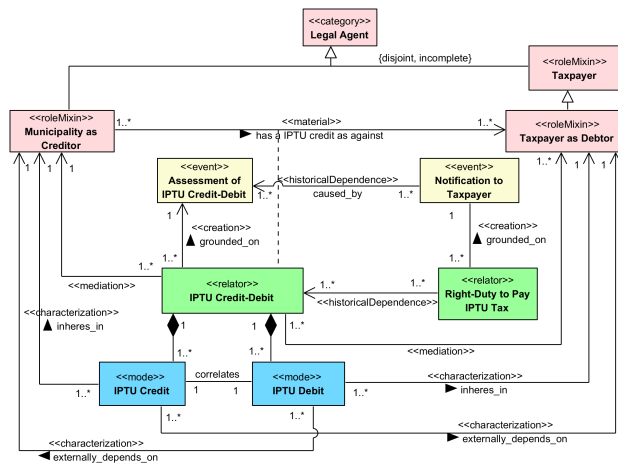 <<category>>
Legal Agent
{disjoint, incomplete}
<<roleMixin>>
Taxpayer
<<roleMixin>>
Municipality as
Creditor
1..*
<<material>>
has a IPTU credit as against
1..*
<<roleMixin>>
Taxpayer as Debtor
1
1
1
1..*
1
1
<<event>>
Assessment of
IPTU Credit-Debit
1..*
<<historicalDependence>>
caused_by
1..*
<<event>>
Notification to
Taxpayer
1
<<creation>>
grounded_on
1..*
1
<<creation>>
grounded_on
1..*
1..*
<<mediation>>
<<relator>>
IPTU Credit-Debit
1..*
1..*
<<historicalDependence>>
<<relator>>
Right-Duty to Pay
IPTU Tax
<<characterization>>
inheres_in
1
1
1..*
1..*
1..*
<<mediation>>
<<mode>>
IPTU Credit
correlates
1
1
<<mode>>
IPTU Debit
1..*
1..*
<<characterization>>
inheres_in
1..*
1..*
<<characterization>>
externally_depends_on
<<characterization>>
externally_depends_on